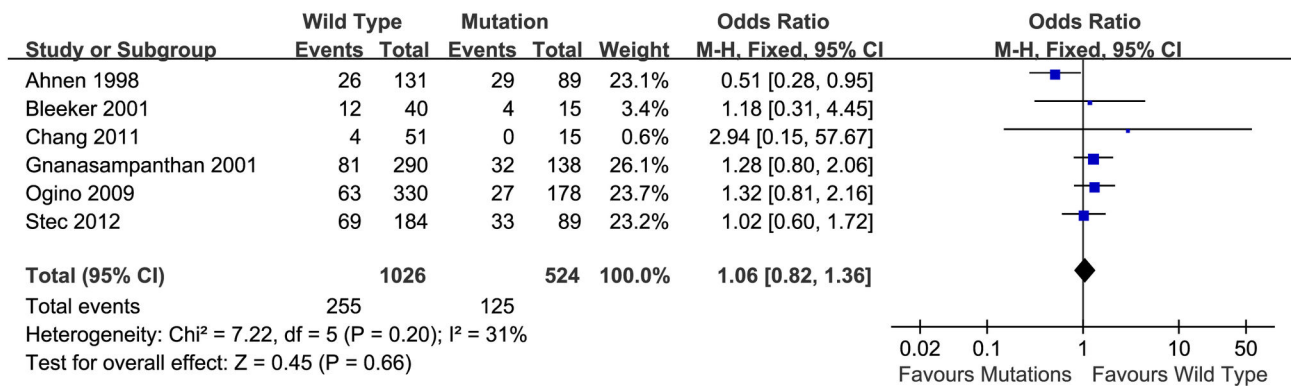 Wild Type Mutation Odds Ratio Odds Ratio
Study or Subgroup Events Total Events Total Weight M-H, Fixed, 95% CI M-H, Fixed, 95% CI
Ahnen 1998 26 131 29 89 23.1% 0.51 [0.28, 0.95]
Bleeker 2001 12 40 4 15 3.4% 1.18 [0.31, 4.45]
Chang 2011 4 51 0 15 0.6% 2.94 [0.15, 57.67]
Gnanasampanthan 2001 81 290 32 138 26.1% 1.28 [0.80, 2.06]
Ogino 2009 63 330 27 178 23.7% 1.32 [0.81, 2.16]
Stec 2012 69 184 33 89 23.2% 1.02 [0.60, 1.72]
Total (95% CI) 1026 524 100.0% 1.06 [0.82, 1.36]
Total events 255 125
Heterogeneity: Chi² = 7.22, df = 5 (P = 0.20); I² = 31%
Test for overall effect: Z = 0.45 (P = 0.66)
0.02 0.1 1 10 50
Favours Mutations Favours Wild Type